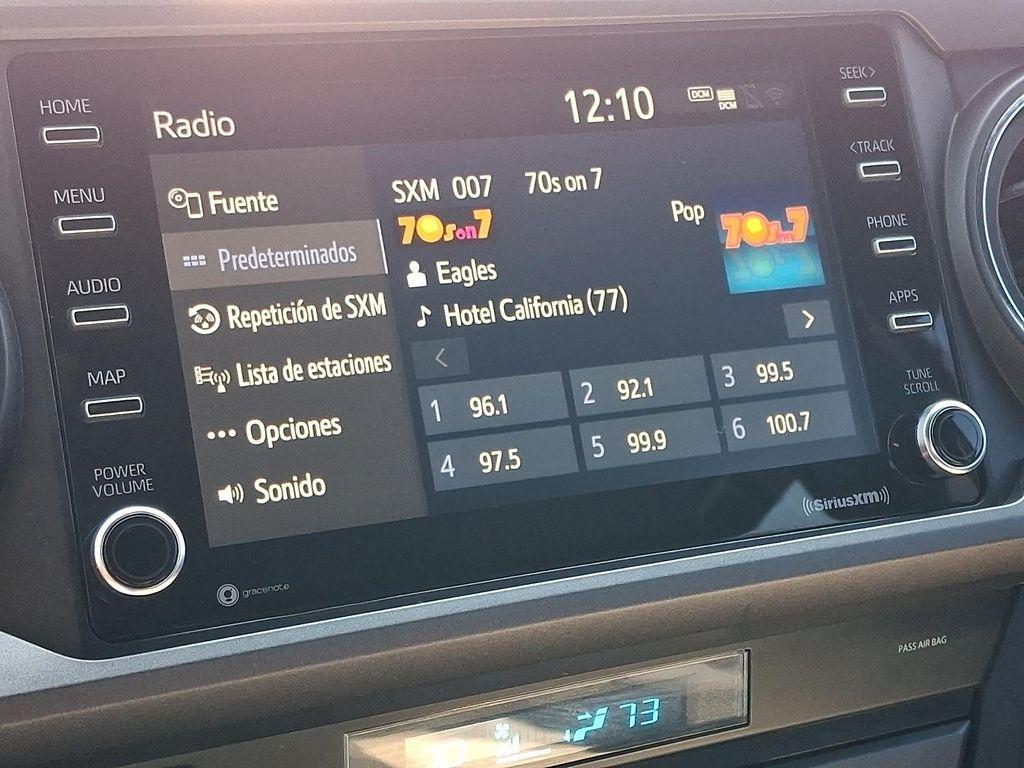 HOME
MENU
AUDIO
MAP
POWER
VOLUME
Radio
12:10
DCM
DCM
Fuente
Predeterminados
Repetición de SXM
Lista de estaciones
Opciones
Sonido
SXM 007 70s on 7
70s on 7
Pop
70s on 7
Eagles
Hotel California (77)
1 96.1
2 92.1
3 99.5
4 97.5
5 99.9
6 100.7
SEEK>
<TRACK
PHONE
APPS
TUNE
SCROLL
gracenote
SiriusXM
PASS AIR BAG
73